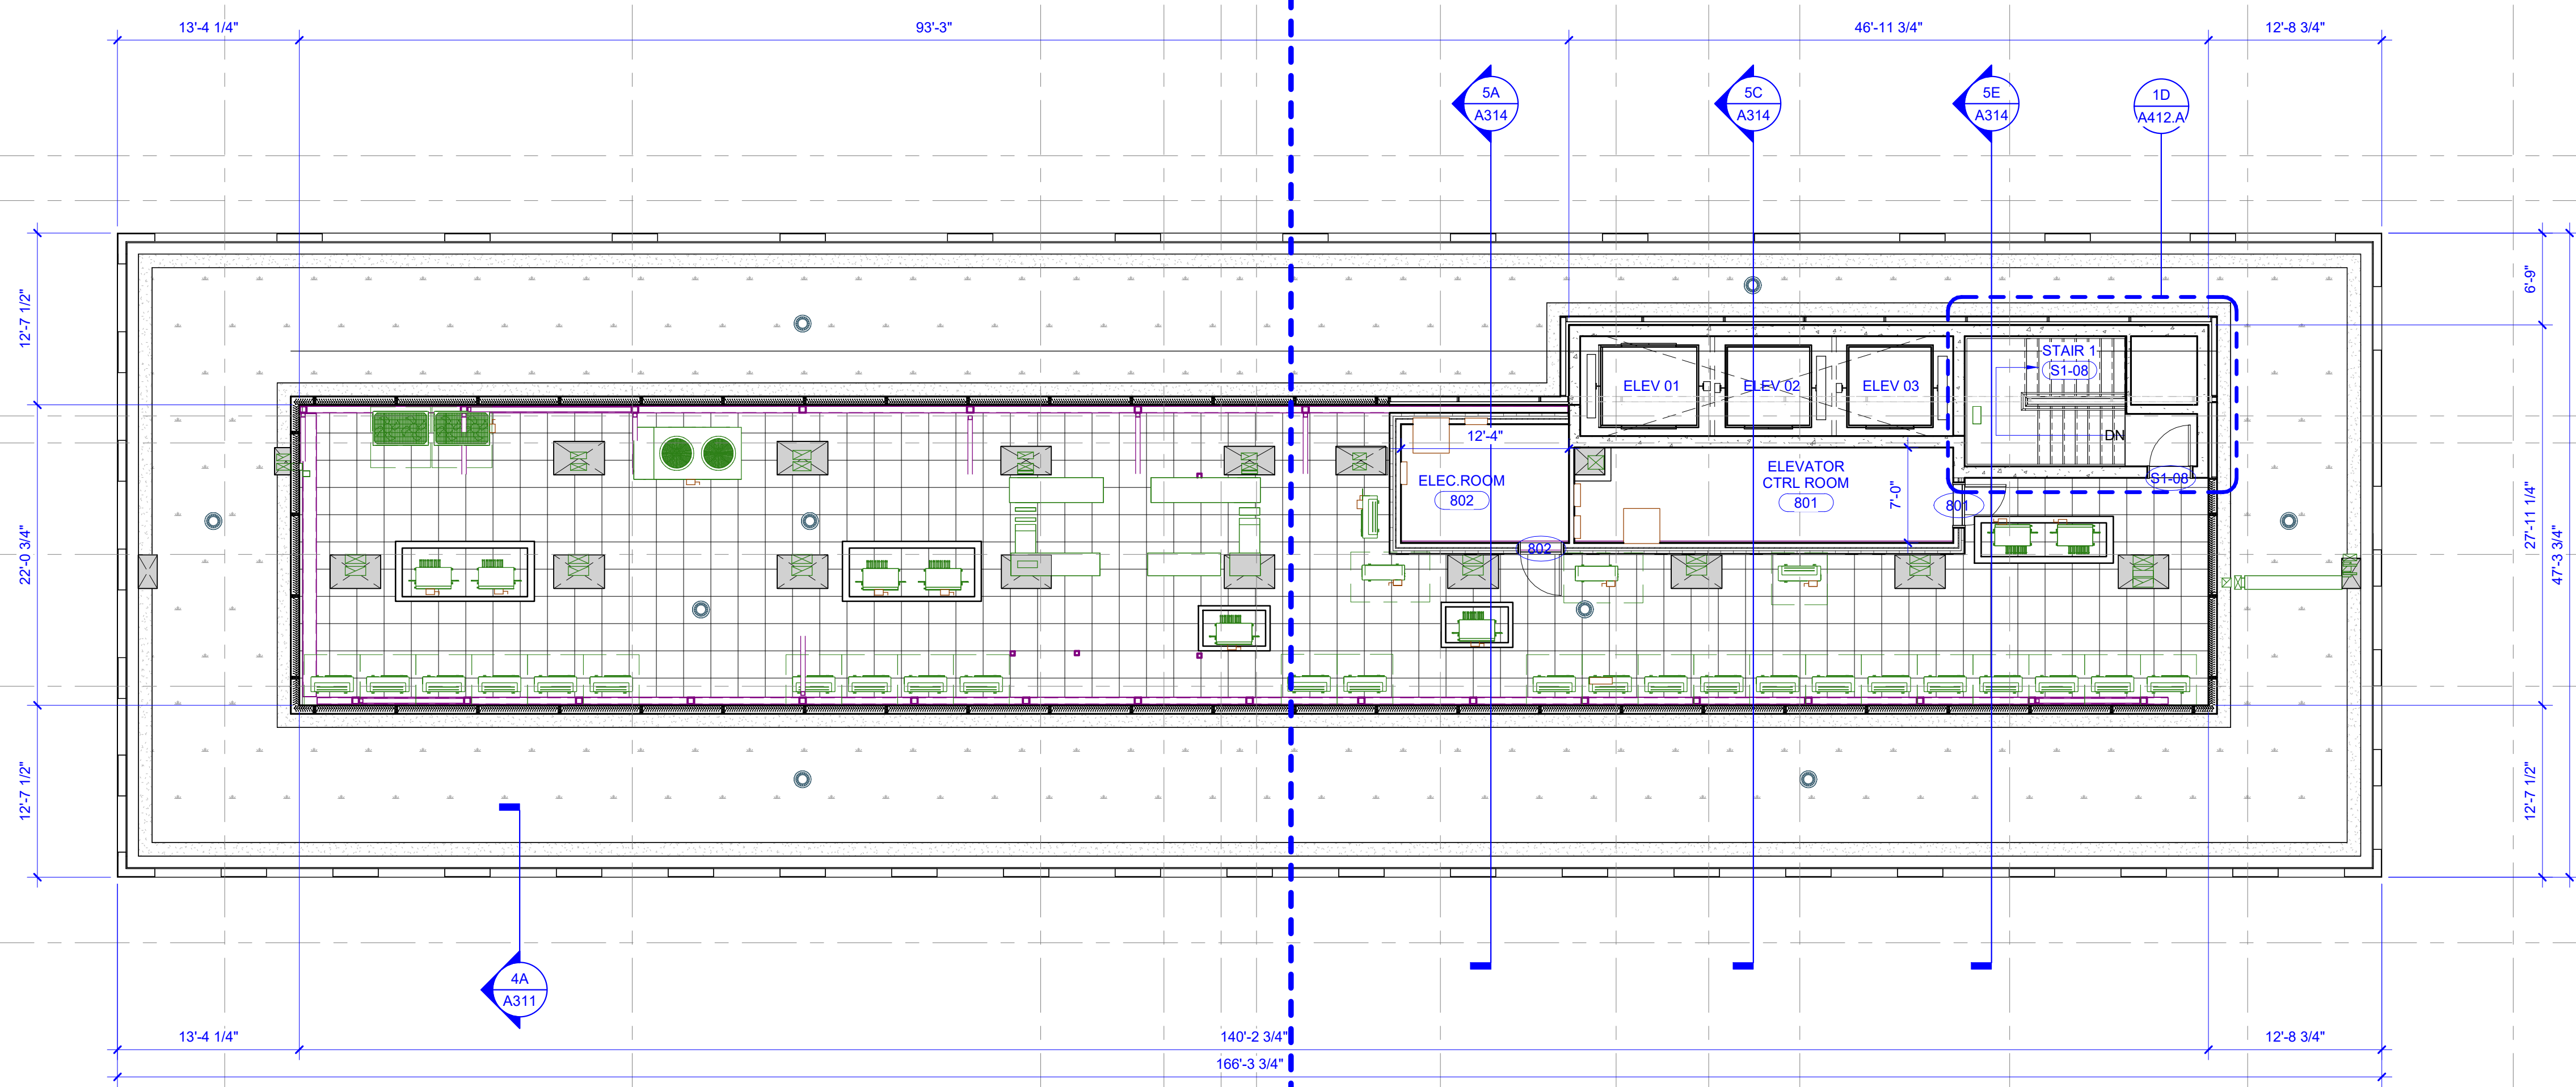 13'-4 1/4"
93'-3"
46'-11 3/4"
12'-8 3/4"
5A
A314
5C
A314
5E
A314
1D
A412.A
12'-7 1/2"
22'-0 3/4"
12'-7 1/2"
6'-9"
27'-11 1/4"
47'-3 3/4"
12'-7 1/2"
ELEV 01
ELEV 02
ELEV 03
STAIR 1
S1-08
DN
S1-08
12'-4"
ELEC.ROOM
802
ELEVATOR
CTRL ROOM
801
7'-0"
801
802
4A
A311
13'-4 1/4"
140'-2 3/4"
12'-8 3/4"
166'-3 3/4"